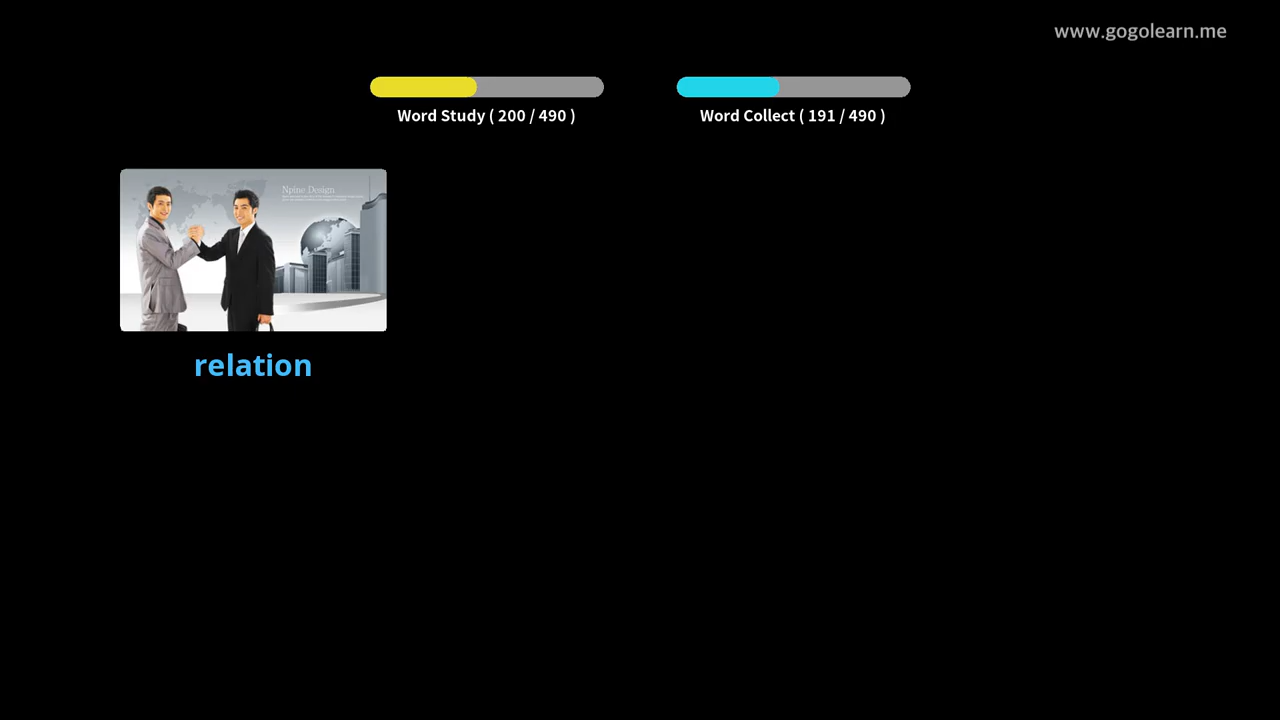 www.gogolearn.me
Word Study ( 200 / 490 )
Word Collect ( 191 / 490 )
Npine Design
relation